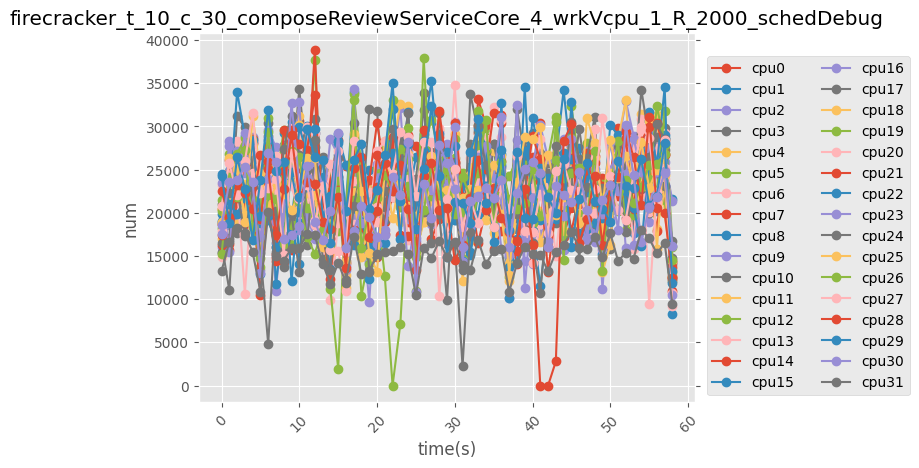 firecracker_t_10_c_30_composeReviewServiceCore_4_wrkVcpu_1_R_2000_schedDebug
40000
35000
30000
25000
20000
15000
10000
5000
0
num
0
10
20
30
40
50
60
time(s)
cpu0
cpu1
cpu2
cpu3
cpu4
cpu5
cpu6
cpu7
cpu8
cpu9
cpu10
cpu11
cpu12
cpu13
cpu14
cpu15
cpu16
cpu17
cpu18
cpu19
cpu20
cpu21
cpu22
cpu23
cpu24
cpu25
cpu26
cpu27
cpu28
cpu29
cpu30
cpu31